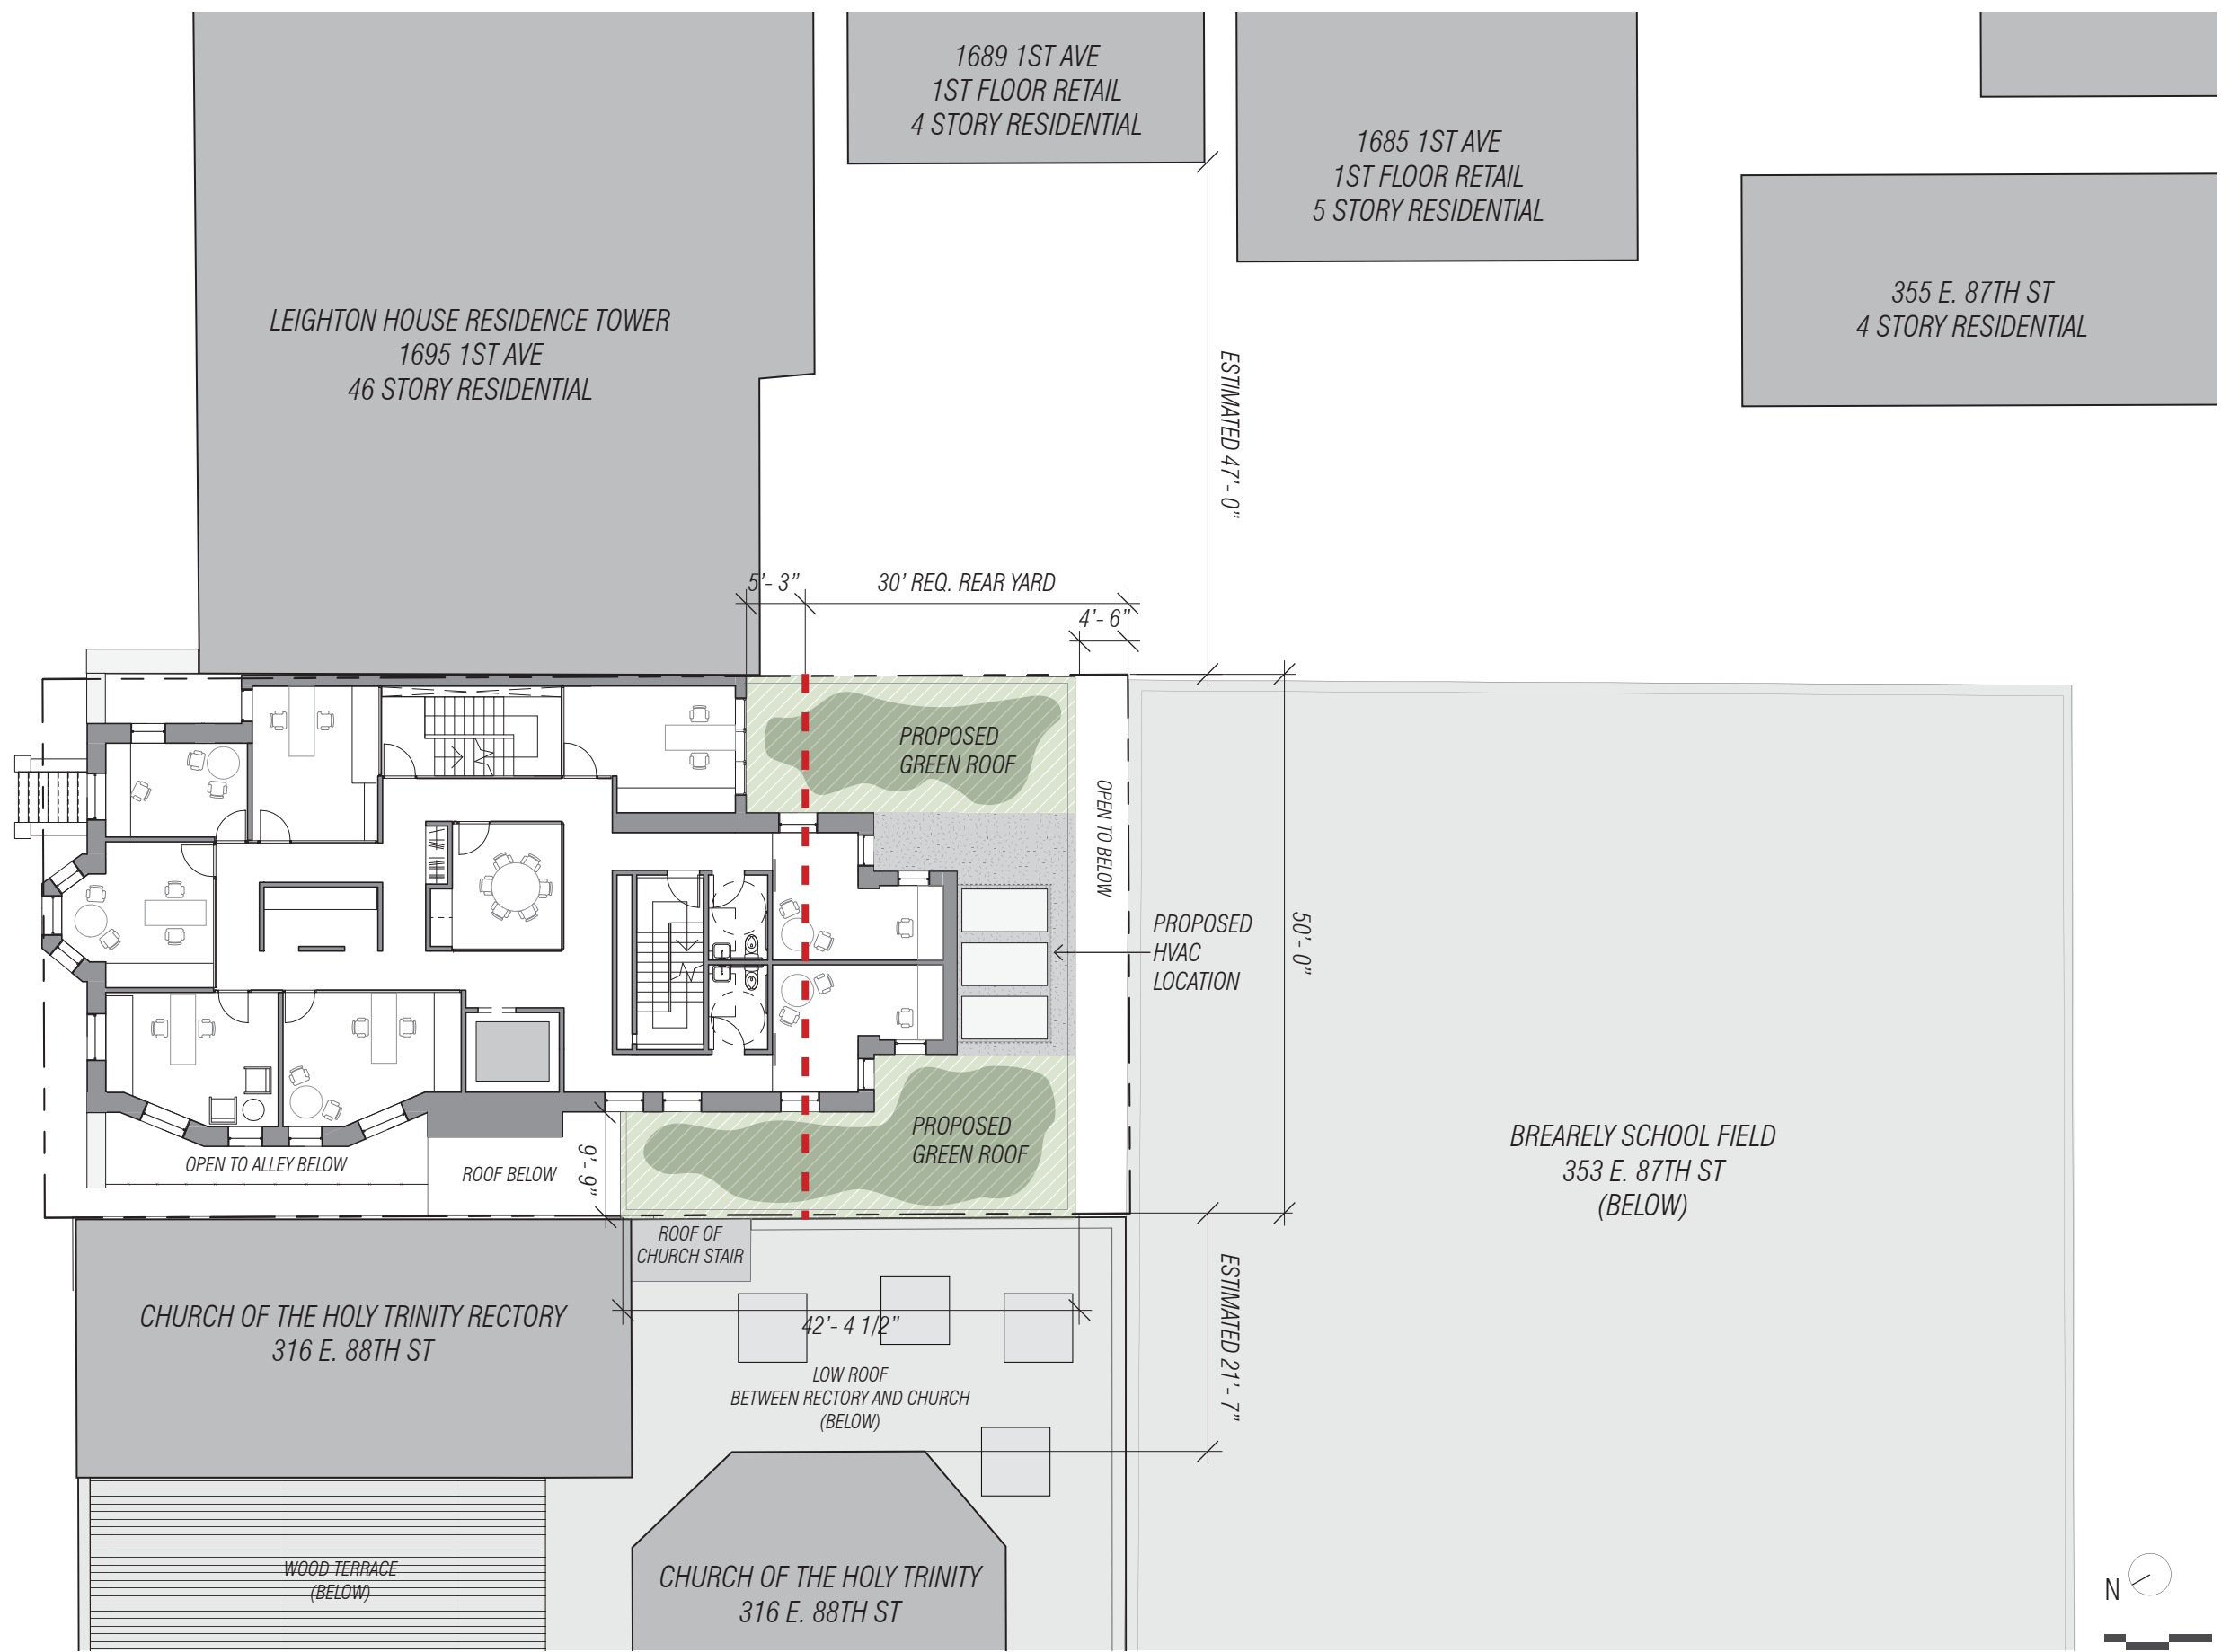 1689 1ST AVE
1ST FLOOR RETAIL
4 STORY RESIDENTIAL
1685 1ST AVE
1ST FLOOR RETAIL
5 STORY RESIDENTIAL
355 E. 87TH ST
4 STORY RESIDENTIAL
LEIGHTON HOUSE RESIDENCE TOWER
1695 1ST AVE
46 STORY RESIDENTIAL
ESTIMATED 47'- 0"
5'- 3"
30' REQ. REAR YARD
4'- 6"
PROPOSED
GREEN ROOF
OPEN TO BELOW
PROPOSED
HVAC
LOCATION
50'- 0"
PROPOSED
GREEN ROOF
BREARELY SCHOOL FIELD
353 E. 87TH ST
(BELOW)
OPEN TO ALLEY BELOW
ROOF BELOW
9'- 9"
ROOF OF
CHURCH STAIR
CHURCH OF THE HOLY TRINITY RECTORY
316 E. 88TH ST
42'- 4 1/2"
ESTIMATED 21'- 7"
LOW ROOF
BETWEEN RECTORY AND CHURCH
(BELOW)
WOOD TERRACE
(BELOW)
CHURCH OF THE HOLY TRINITY
316 E. 88TH ST
N